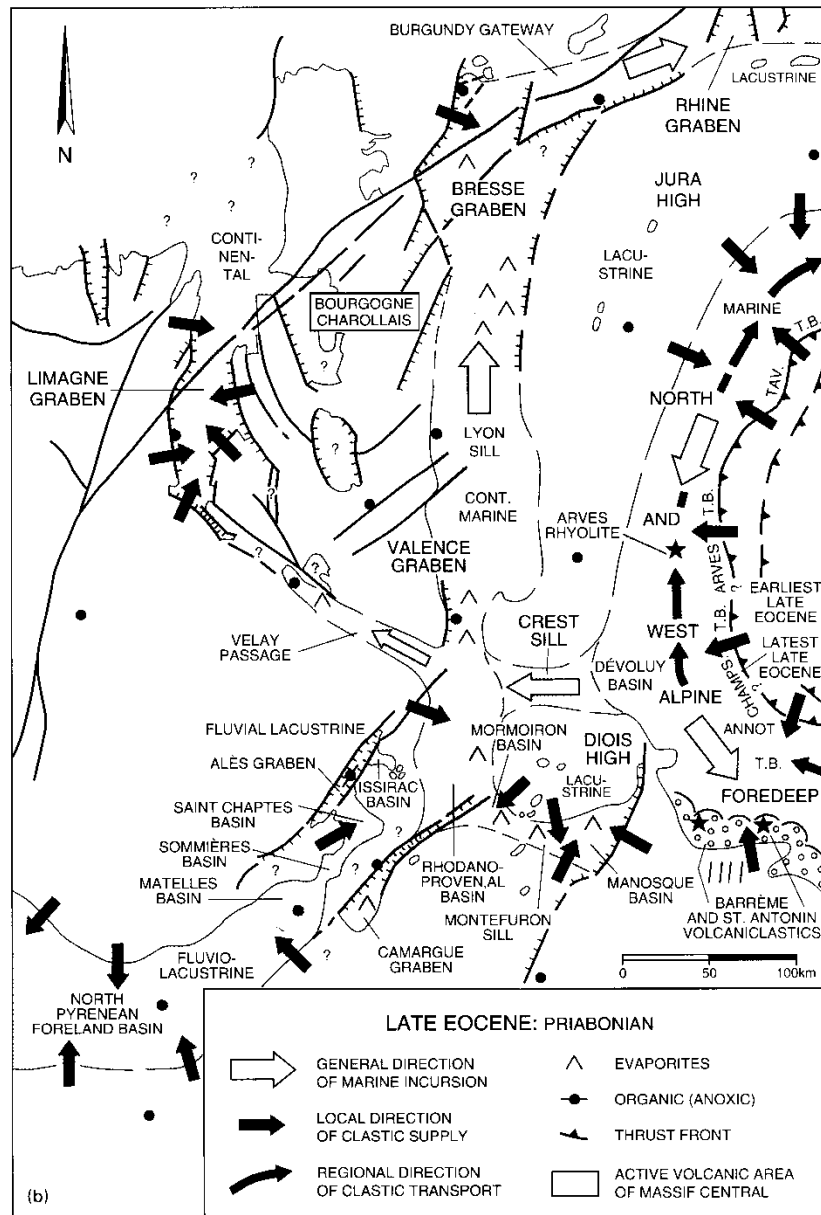 BURGUNDY GATEWAY
LACUSTRINE
RHINE
GRABEN
N
BRESSE
GRABEN
JURA
HIGH
?
?
?
?
?
?
CONTI-
NEN-
TAL
LACU-
STRINE
BOURGOGNE
CHAROLLAIS
MARINE
T.B.
TAV.
LIMAGNE
GRABEN
?
NORTH
LYON
SILL
?
?
CONT.
MARINE
ARVES
RHYOLITE
AND
T.B.
VALENCE
GRABEN
?
?
ARVES
?
EARLIEST
LATE
EOCENE
T.B.
VELAY
PASSAGE
CREST
SILL
WEST
LATEST
LATE
EOCENE
DÉVOLUY
BASIN
CHAMPS.
?
ALPINE
FLUVIAL LACUSTRINE
MORMOIRON
BASIN
DIOIS
HIGH
ANNOT
T.B.
ALÈS GRABEN
ISSIRAC
BASIN
LACU-
STRINE
FOREDEEP
SAINT CHAPTES
BASIN
SOMMIÈRES
BASIN
?
?
?
MATELLES
BASIN
RHODANO-
PROVEN,AL
BASIN
MANOSQUE
BASIN
MONTEFURON
SILL
BARRÈME
AND ST. ANTONIN
VOLCANICLASTICS
FLUVIO-
LACUSTRINE
?
CAMARGUE
GRABEN
0 50 100km
NORTH
PYRENEAN
FORELAND BASIN
LATE EOCENE: PRIABONIAN
GENERAL DIRECTION
OF MARINE INCURSION
EVAPORITES
LOCAL DIRECTION
OF CLASTIC SUPPLY
ORGANIC (ANOXIC)
THRUST FRONT
REGIONAL DIRECTION
OF CLASTIC TRANSPORT
ACTIVE VOLCANIC AREA
OF MASSIF CENTRAL
(b)